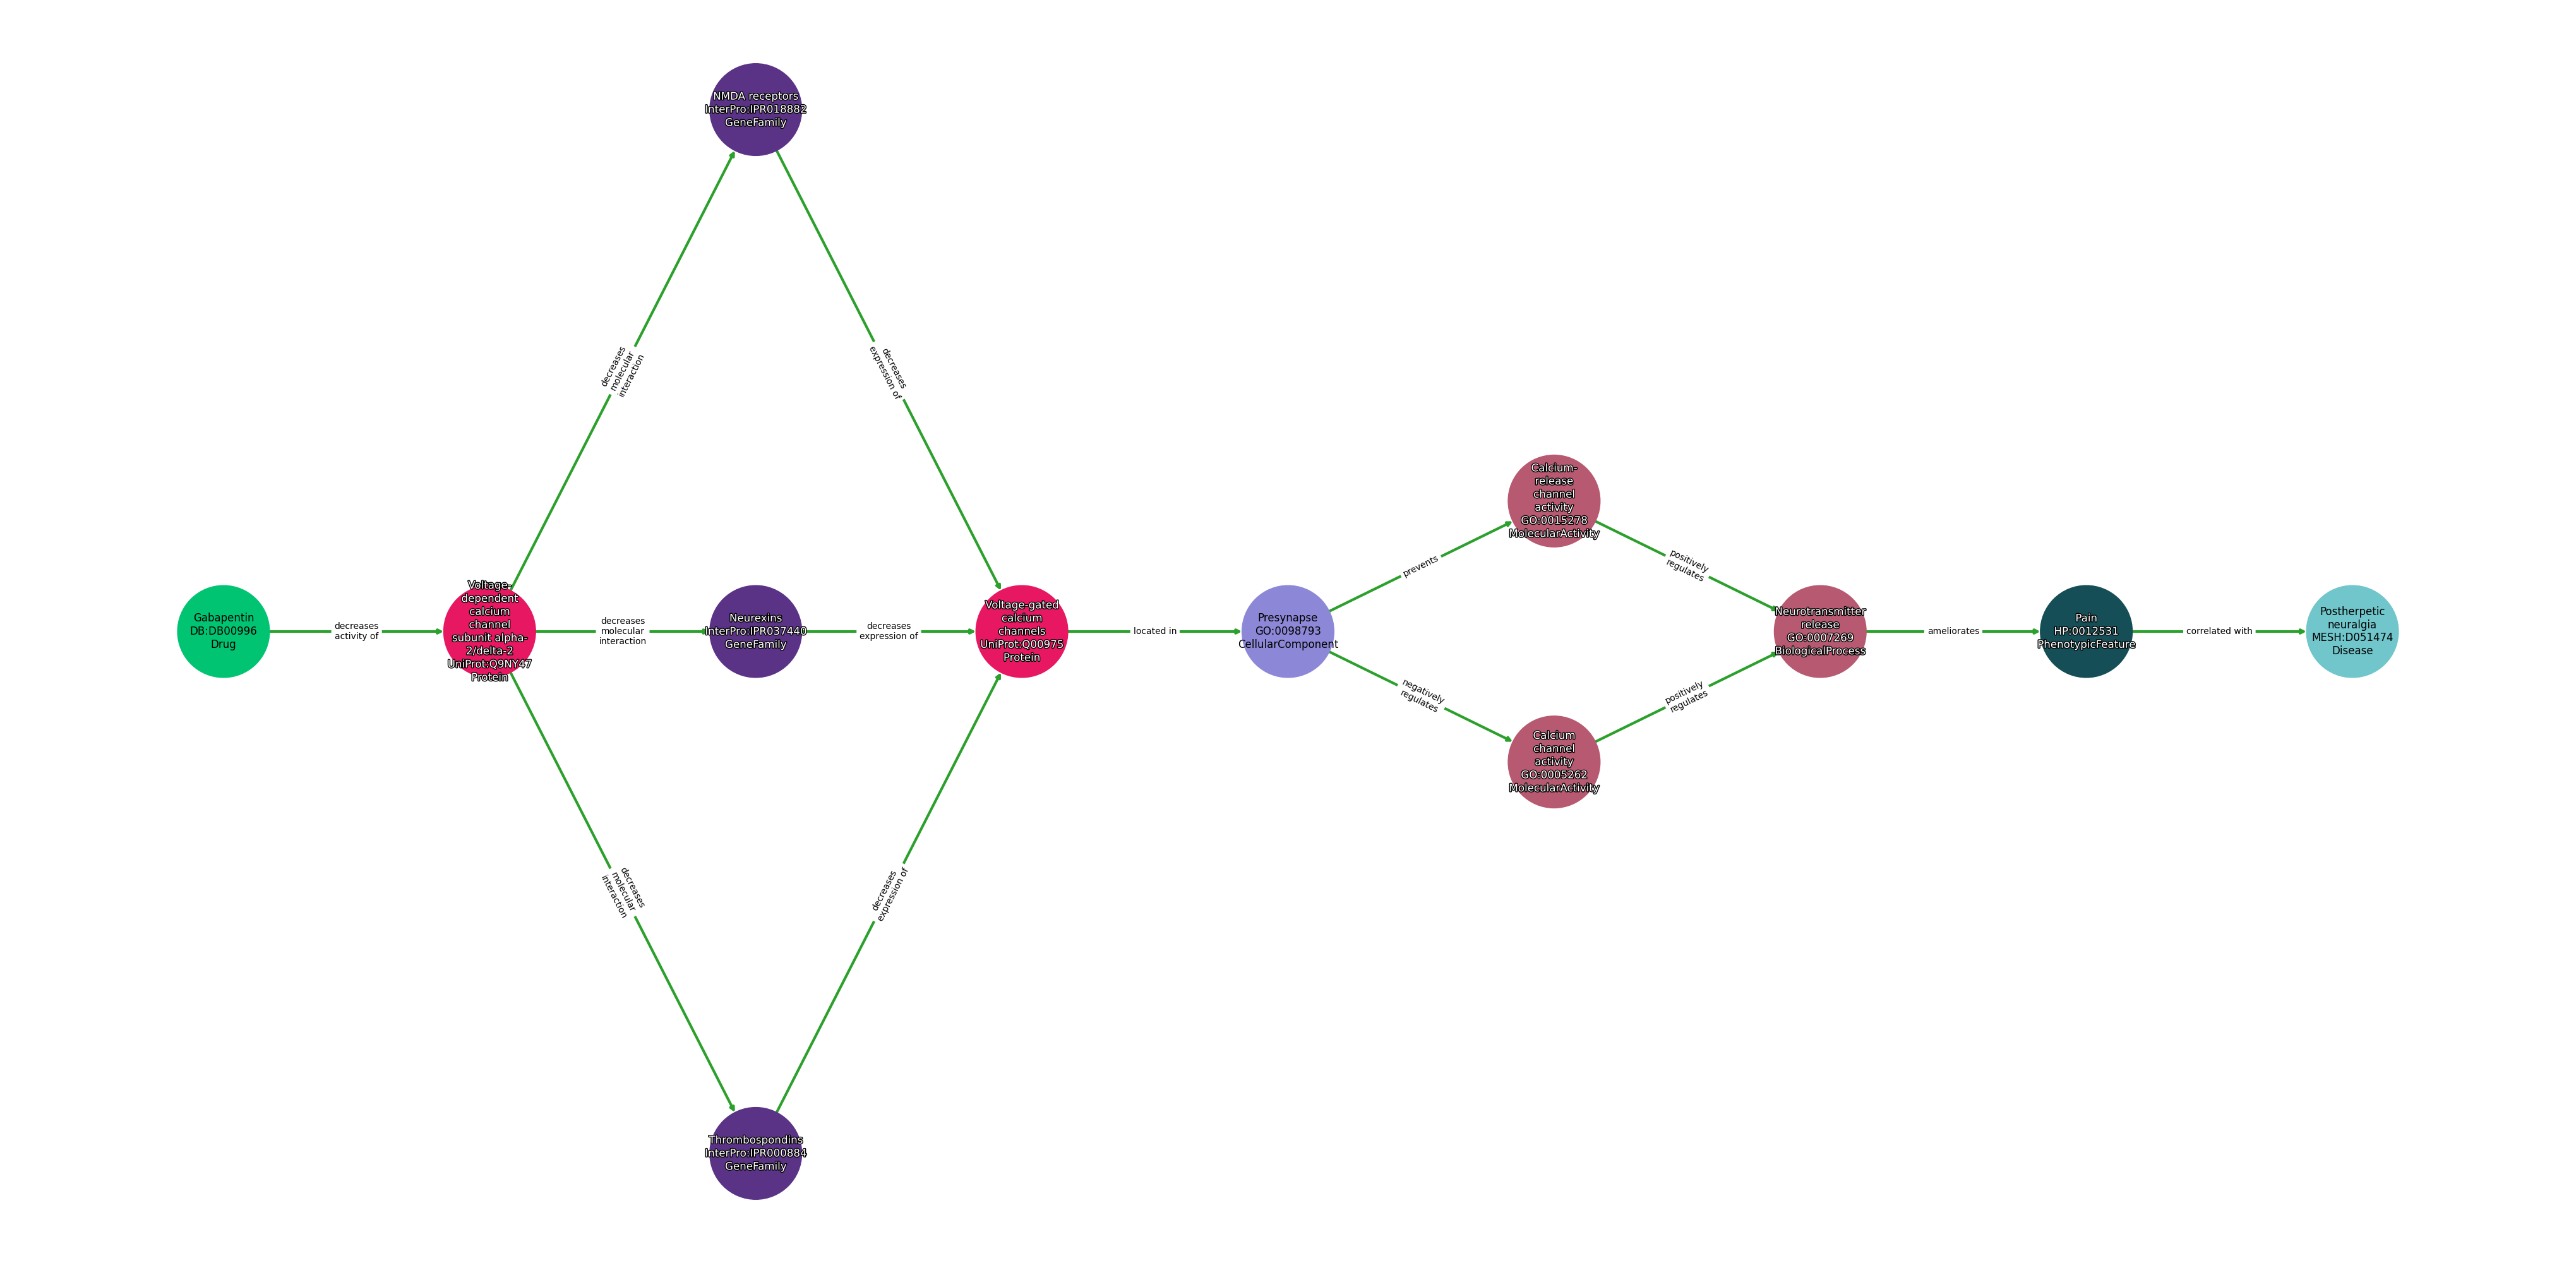 NMDA receptors
InterPro:IPR018882
GeneFamily
decreases
molecular
interaction
decreases
expression of
Gabapentin
DB:DB00996
Drug
decreases
activity of
Voltage-
dependent
calcium
channel
subunit alpha-
2/delta-2
UniProt:Q9NY47
Protein
decreases
molecular
interaction
Neurexins
InterPro:IPR037440
GeneFamily
decreases
expression of
Voltage-gated
calcium
channels
UniProt:Q00975
Protein
located in
Presynapse
GO:0098793
CellularComponent
prevents
Calcium-
release
channel
activity
GO:0015278
MolecularActivity
positively
regulates
negatively
regulates
Calcium
channel
activity
GO:0005262
MolecularActivity
positively
regulates
Neurotransmitter
release
GO:0007269
BiologicalProcess
ameliorates
Pain
HP:0012531
PhenotypicFeature
correlated with
Postherpetic
neuralgia
MESH:D051474
Disease
decreases
molecular
interaction
decreases
expression of
Thrombospondins
InterPro:IPR000884
GeneFamily